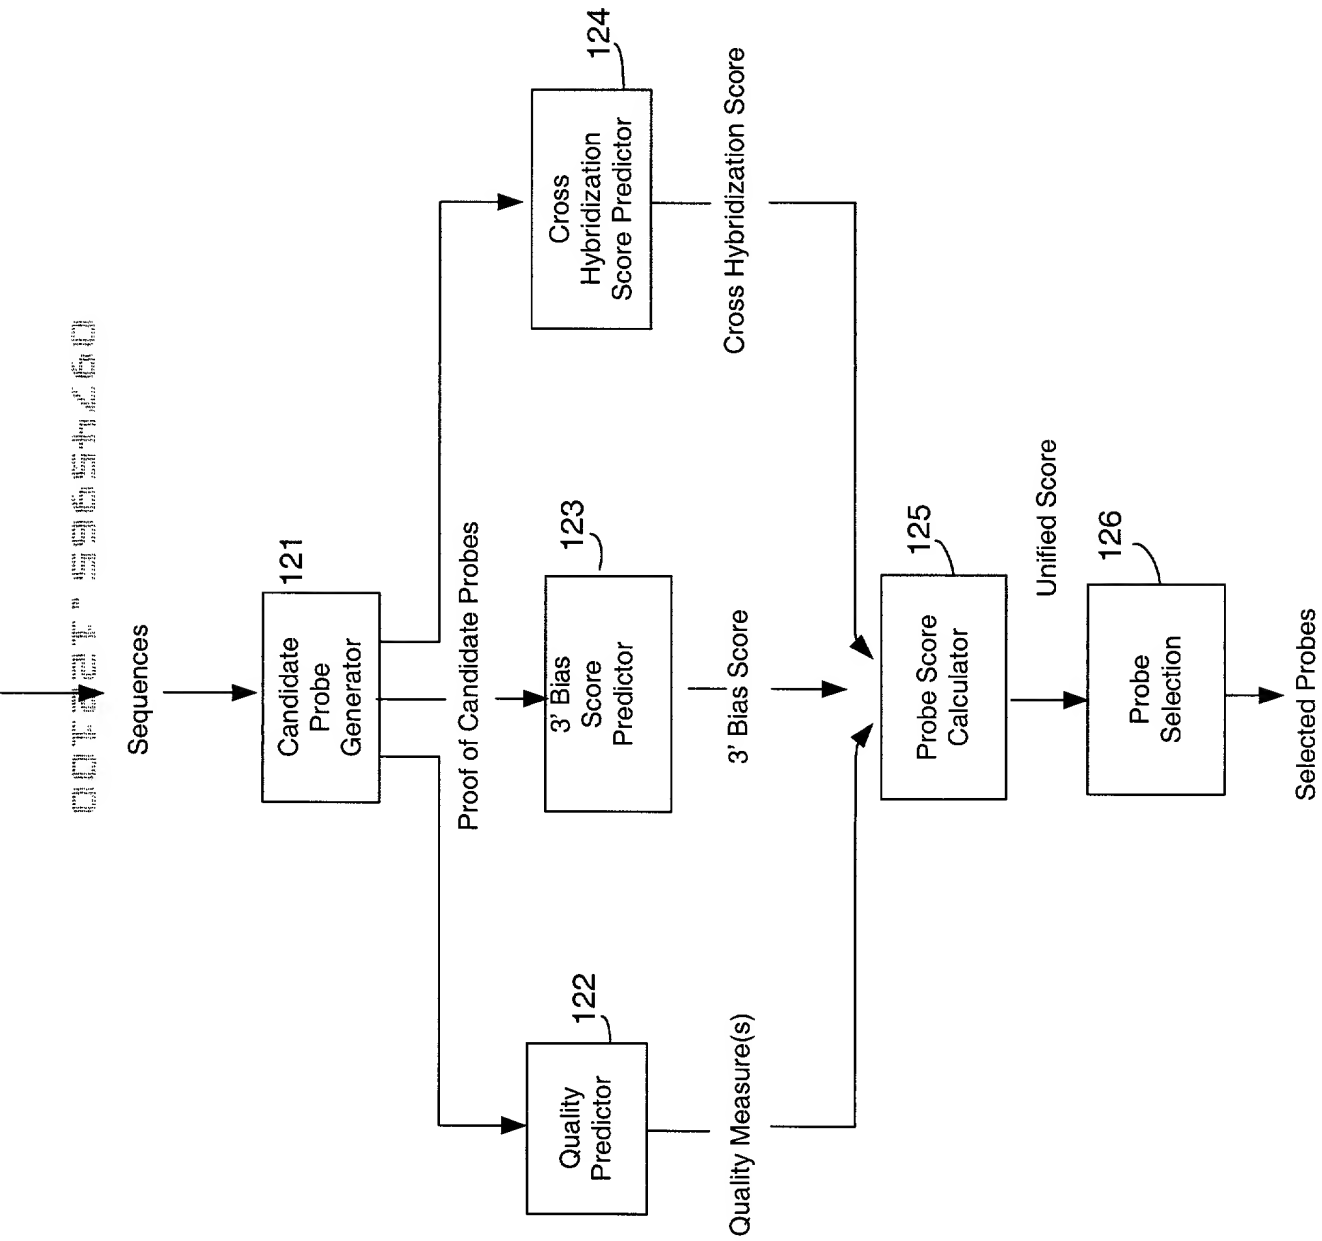 Sequences
121
Candidate
Probe
Generator
Proof of Candidate Probes
122
Quality
Predictor
123
3' Bias
Score
Predictor
124
Cross
Hybridization
Score Predictor
Quality Measure(s)
3' Bias Score
Cross Hybridization Score
125
Probe Score
Calculator
Unified Score
126
Probe
Selection
Selected Probes